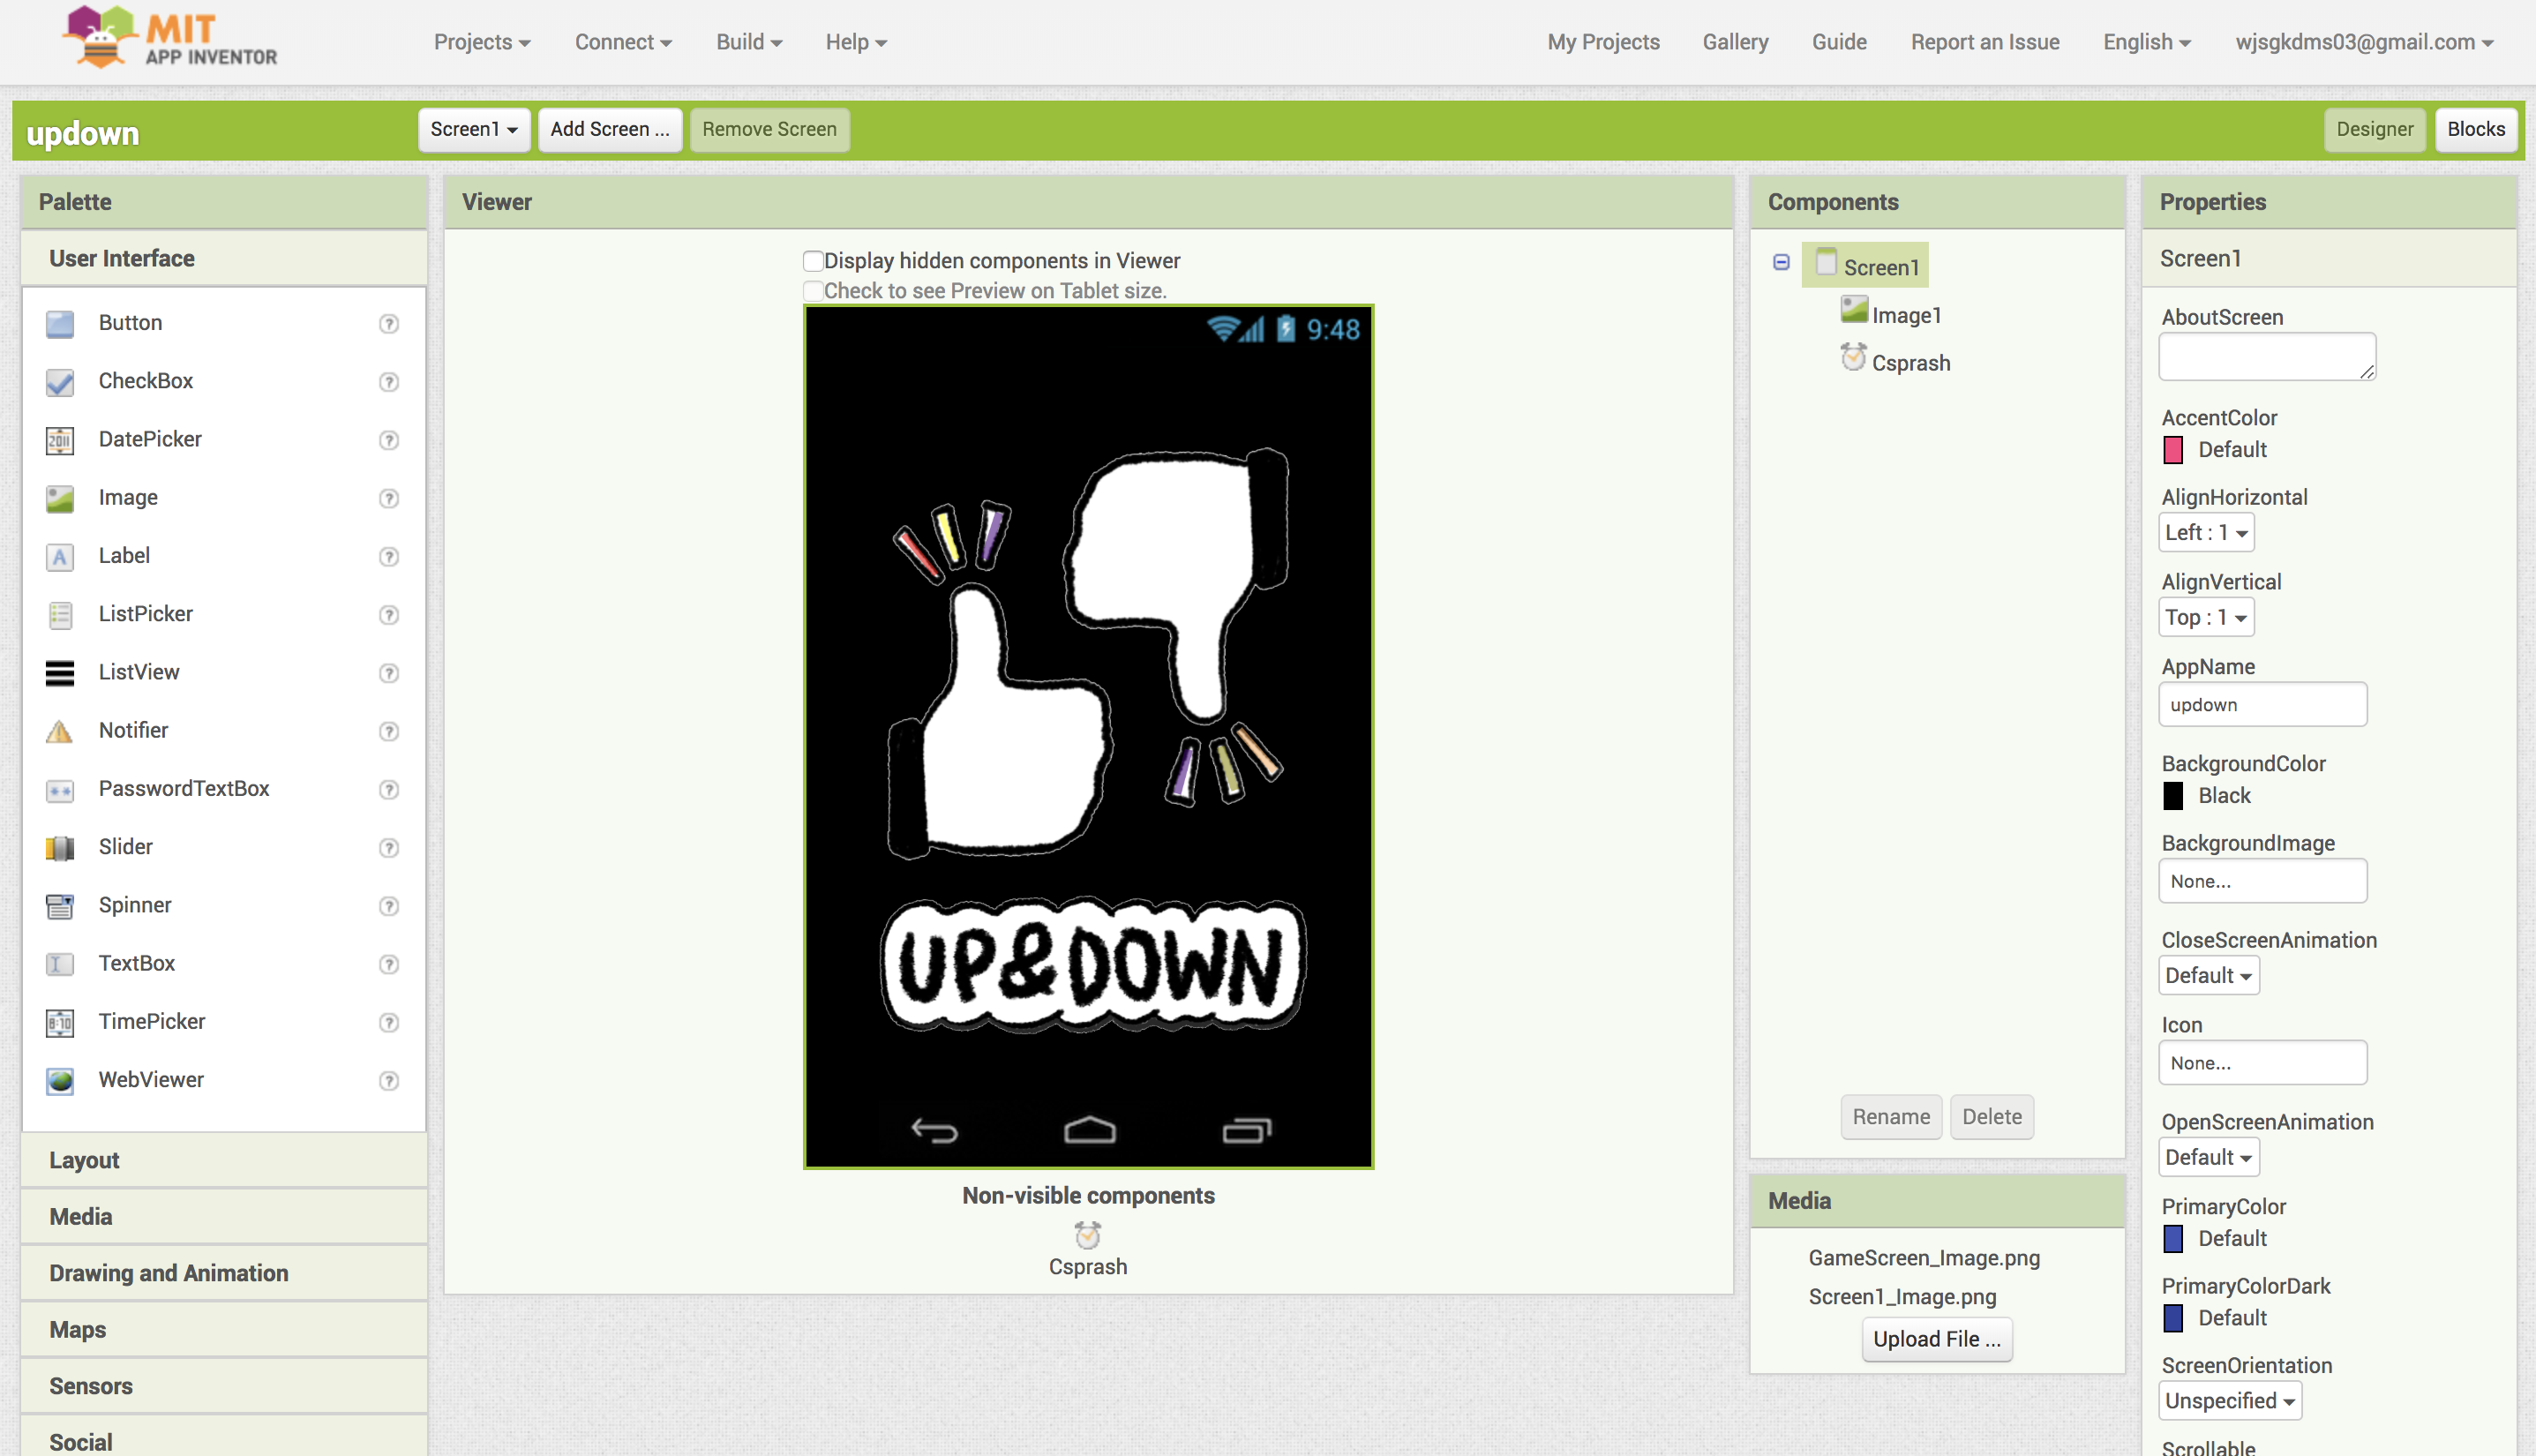 MIT
APP INVENTOR
Projects
Connect
Build
Help
My Projects
Gallery
Guide
Report an Issue
English
wjsgkdms03@gmail.com
updown
Screen1
Add Screen ...
Remove Screen
Designer
Blocks
Palette
User Interface
Button
?
CheckBox
?
2011
DatePicker
?
Image
?
A
Label
?
ListPicker
?
ListView
?
Notifier
?
PasswordTextBox
?
Slider
?
Spinner
?
TextBox
?
8:10
TimePicker
?
WebViewer
?
Layout
Media
Drawing and Animation
Maps
Sensors
Social
Viewer
Display hidden components in Viewer
Check to see Preview on Tablet size.
9:48
UP&DOWN
Non-visible components
Csprash
Components
Screen1
Image1
Csprash
Rename
Delete
Media
GameScreen_Image.png
Screen1_Image.png
Upload File ...
Properties
Screen1
AboutScreen
AccentColor
Default
AlignHorizontal
Left : 1
AlignVertical
Top : 1
AppName
updown
BackgroundColor
Black
BackgroundImage
None...
CloseScreenAnimation
Default
Icon
None...
OpenScreenAnimation
Default
PrimaryColor
Default
PrimaryColorDark
Default
ScreenOrientation
Unspecified
Scrollable